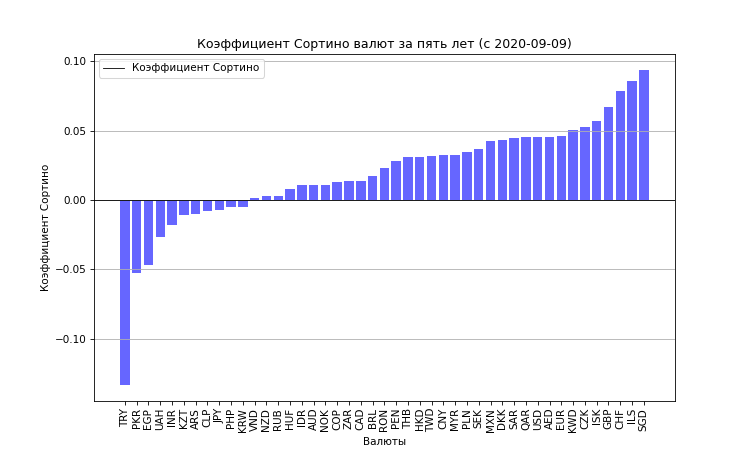 Коэффициент Сортино валют за пять лет (с 2020-09-09)
Коэффициент Сортино
0.10
0.05
0.00
−0.05
−0.10
Коэффициент Сортино
TRY PKR EGP UAH INR KZT ARS CLP JPY PHP KRW VND NZD RUB HUF IDR AUD NOK COP ZAR CAD BRL RON PEN THB HKD TWD CNY MYR PLN SEK MXN DKK SAR QAR USD AED EUR KWD CZK ISK GBP CHF ILS SGD
Валюты